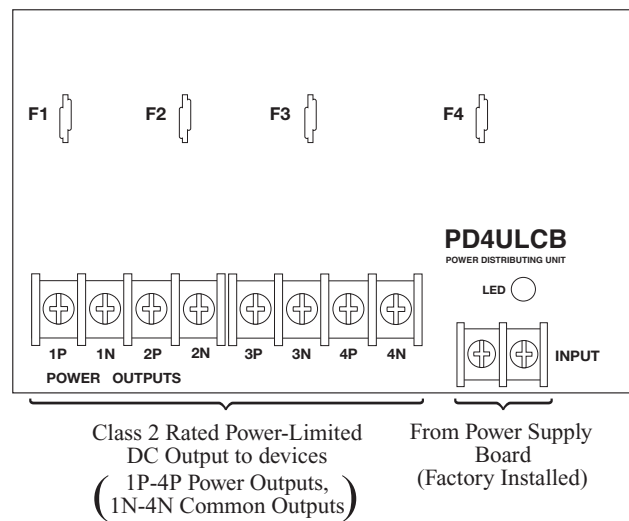 F1 F2 F3 F4
PD4ULCB
POWER DISTRIBUTING UNIT
LED
1P 1N 2P 2N 3P 3N 4P 4N
INPUT
POWER OUTPUTS
Class 2 Rated Power-Limited
DC Output to devices
(1P-4P Power Outputs,
1N-4N Common Outputs)
From Power Supply
Board
(Factory Installed)